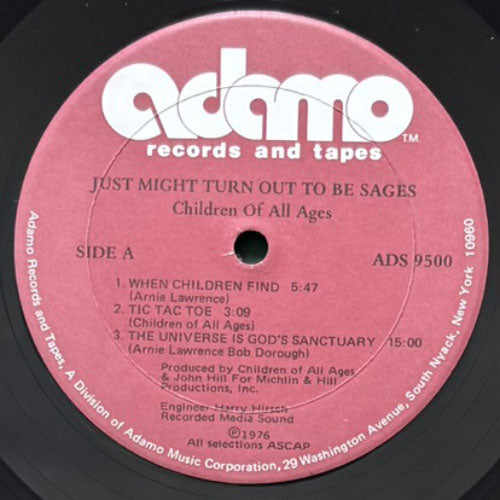 adamo TM.
records and tapes
JUST MIGHT TURN OUT TO BE SAGES
Children Of All Ages
SIDE A
ADS 9500
1. WHEN CHILDREN FIND 5:47
(Arnie Lawrence)
2. TIC TAC TOE 3:09
(Children of All Ages)
3. THE UNIVERSE IS GOD'S SANCTUARY 15:00
(Arnie Lawrence Bob Dorough)
Produced by Children of All Ages
& John Hill For Michlin & Hill
Productions, Inc.
Engineer Harry Hirsch
Recorded Media Sound
Ⓟ1976
All selections ASCAP
Adamo Records and Tapes, A Division of Adamo Music Corporation, 29 Washington Avenue, South Nyack, New York 10960